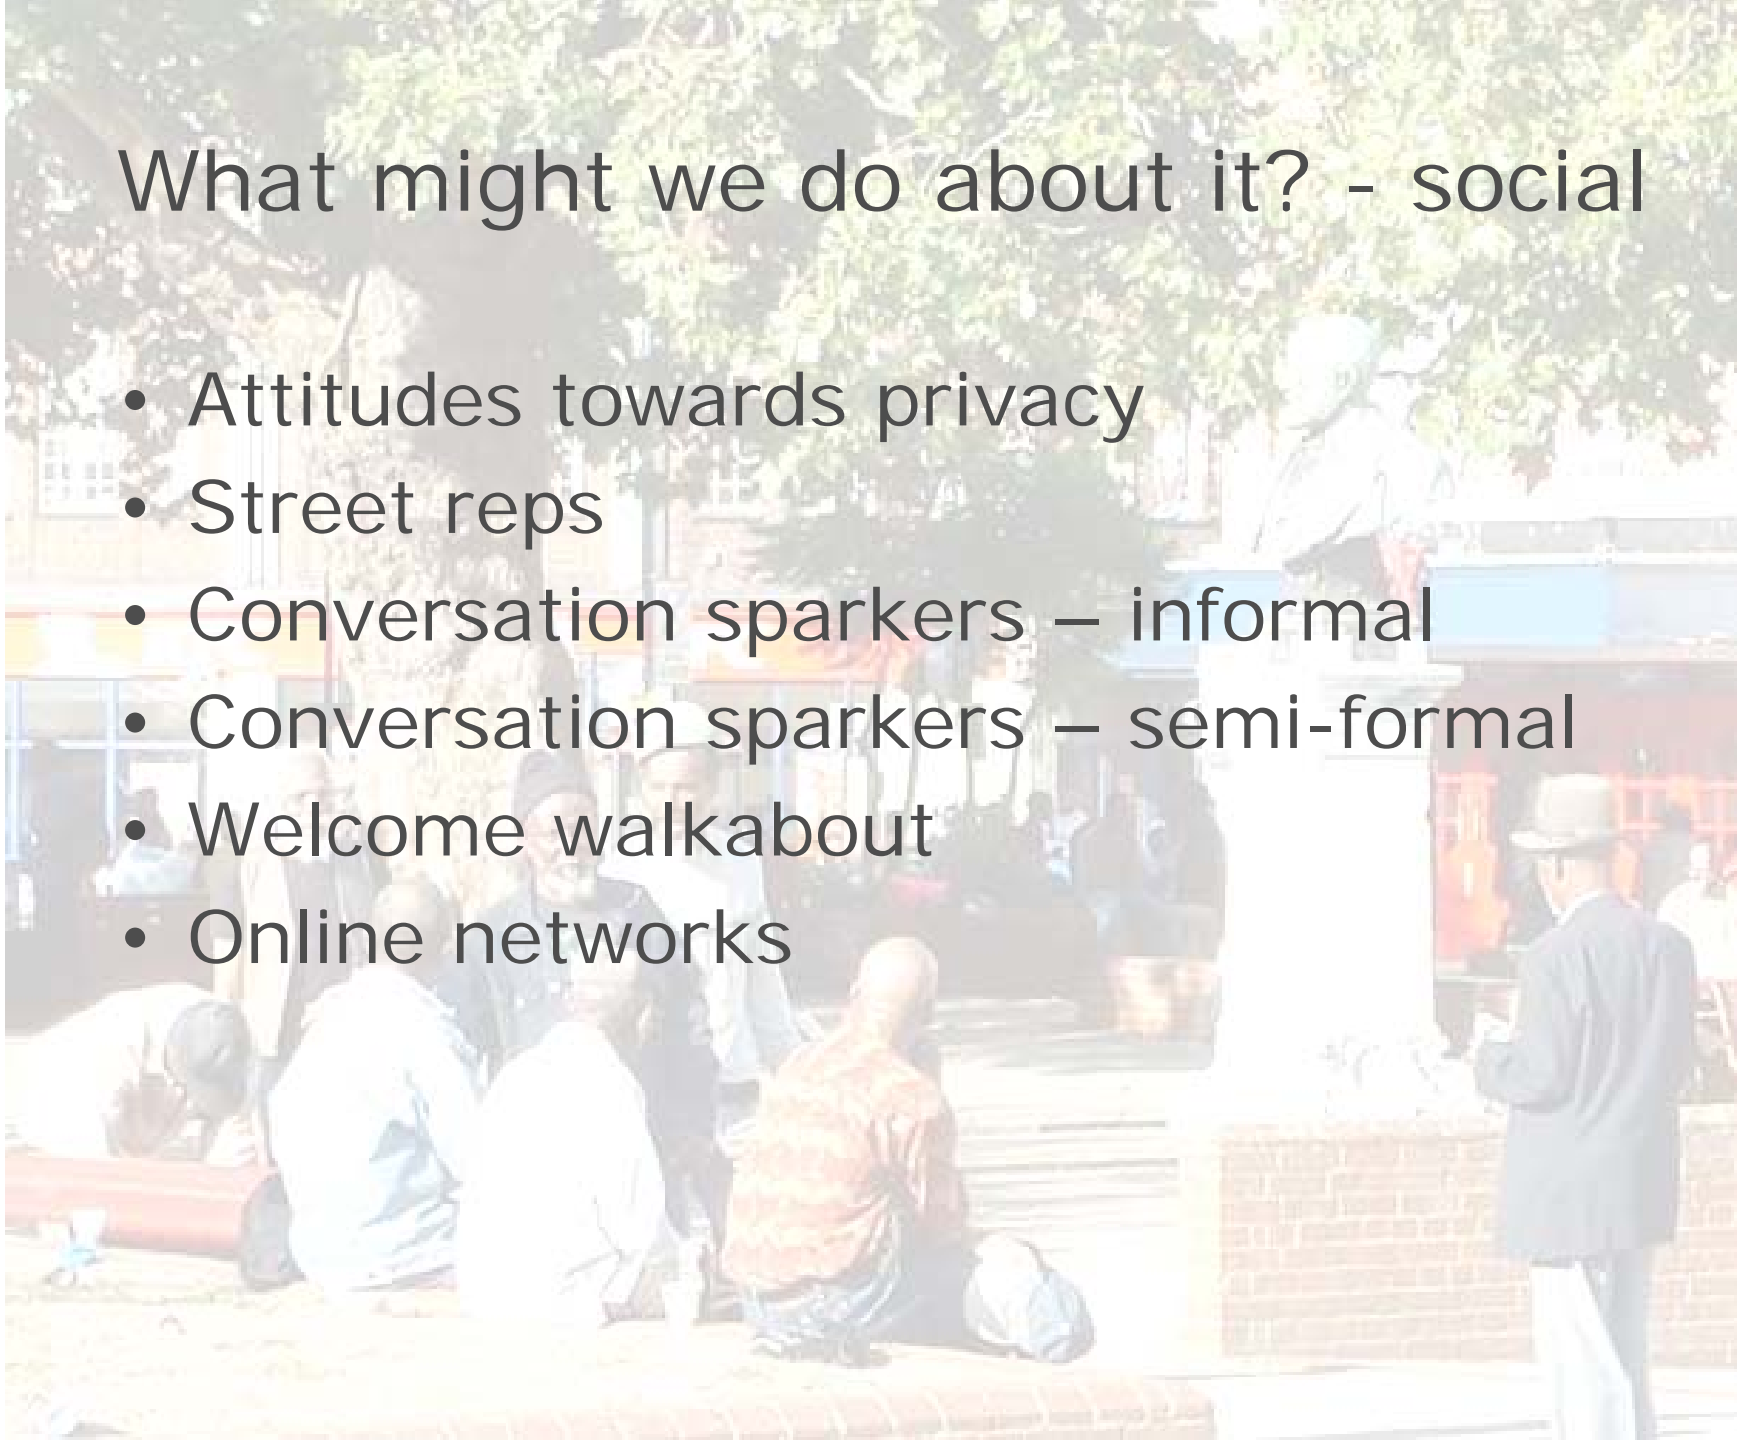 What might we do about it? - social
• Attitudes towards privacy
• Street reps
• Conversation sparkers – informal
• Conversation sparkers – semi-formal
• Welcome walkabout
• Online networks